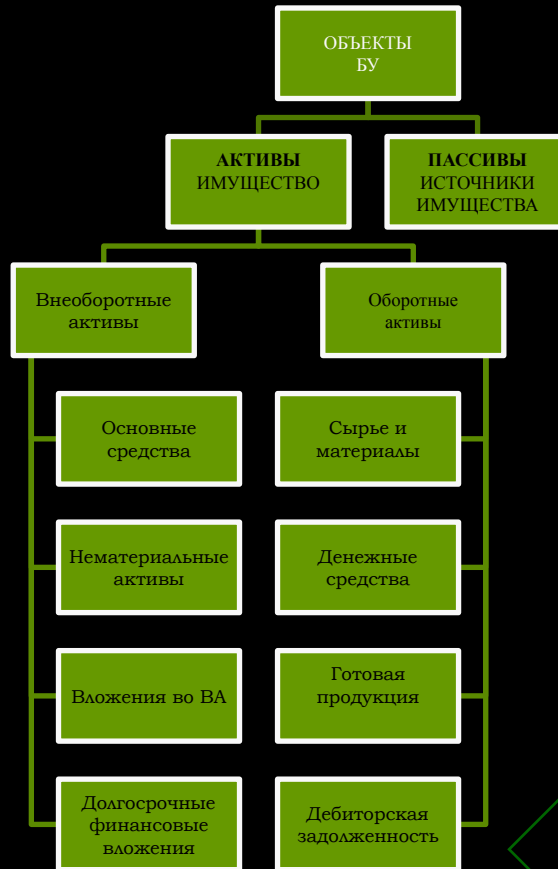 ОБЪЕКТЫ
БУ
АКТИВЫ
ИМУЩЕСТВО
ПАССИВЫ
ИСТОЧНИКИ
ИМУЩЕСТВА
Внеоборотные
активы
Оборотные
активы
Основные
средства
Сырье и
материалы
Нематериальные
активы
Денежные
средства
Вложения во ВА
Готовая
продукция
Долгосрочные
финансовые
вложения
Дебиторская
задолженность